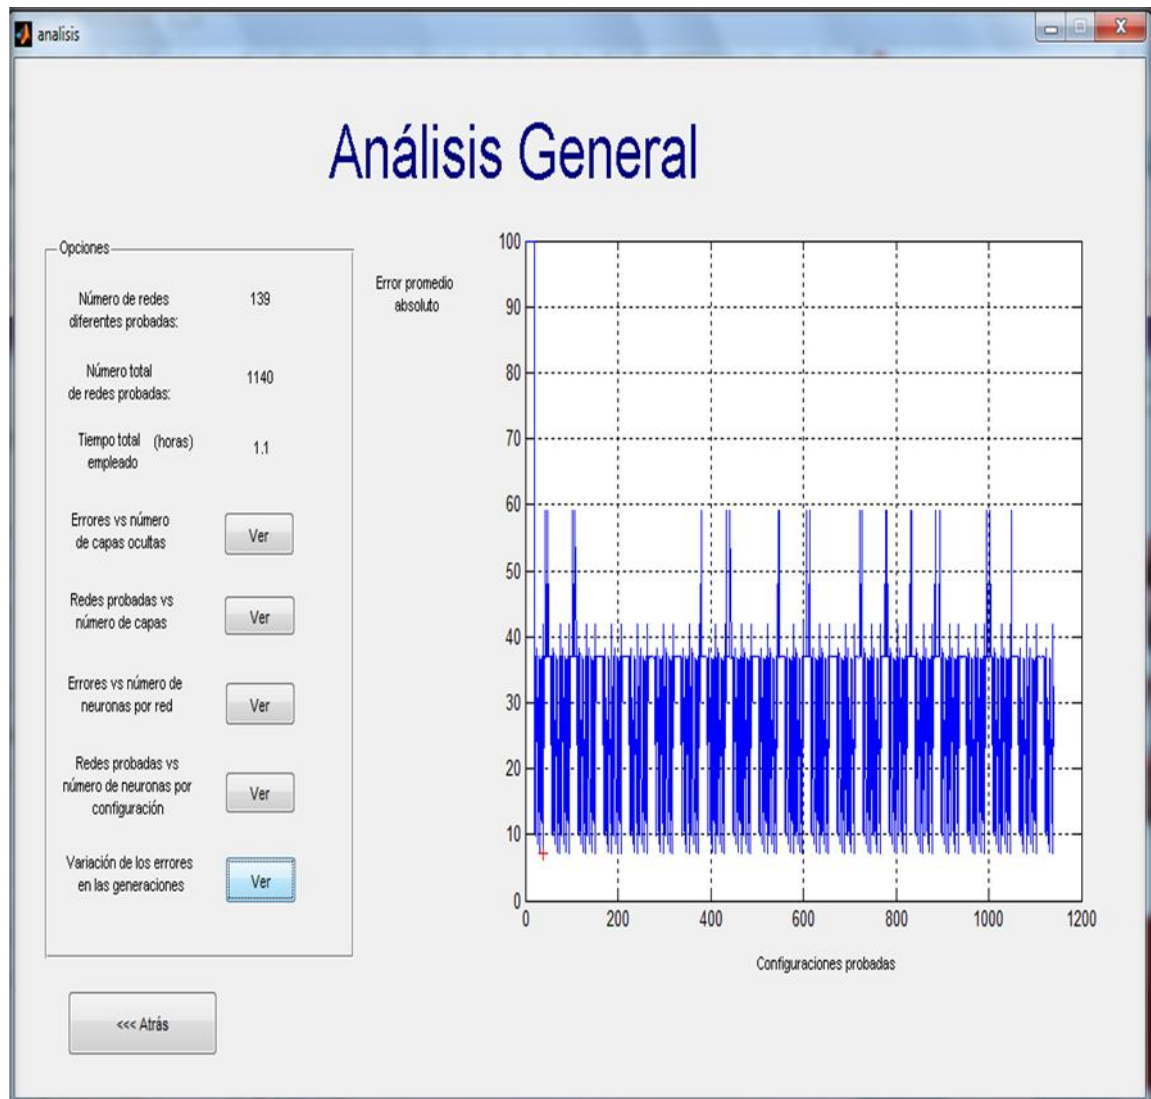 analisis
Análisis General
Opciones
Número de redes
diferentes probadas:
139
Número total
de redes probadas:
1140
Tiempo total (horas)
empleado
1.1
Errores vs número
de capas ocultas
Ver
Redes probadas vs
número de capas
Ver
Errores vs número de
neuronas por red
Ver
Redes probadas vs
número de neuronas por
configuración
Ver
Variación de los errores
en las generaciones
Ver
<<< Atrás
Error promedio
absoluto
100
90
80
70
60
50
40
30
20
10
0
0 200 400 600 800 1000 1200
Configuraciones probadas